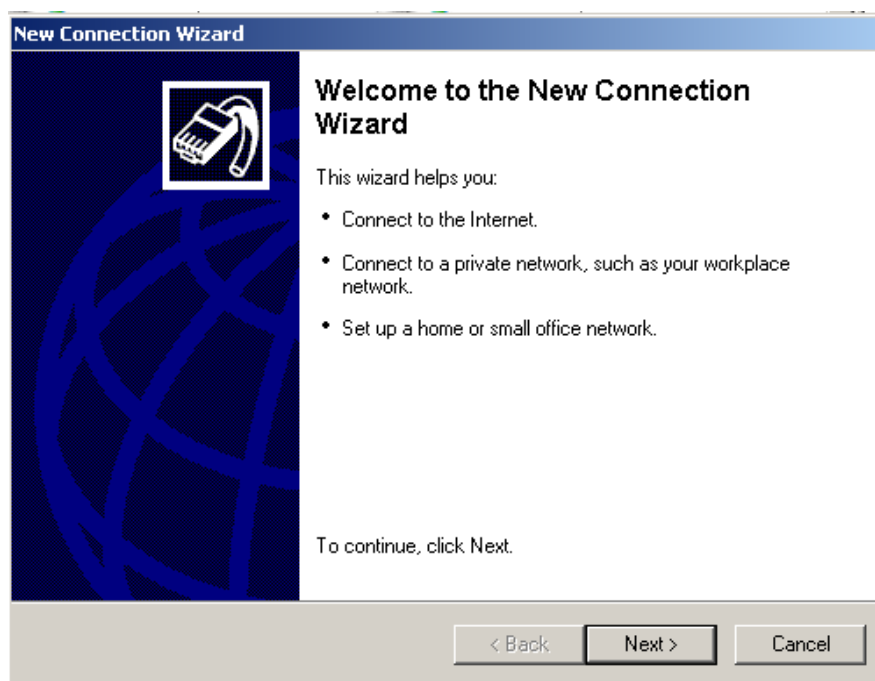 New Connection Wizard
Welcome to the New Connection
Wizard
This wizard helps you:
• Connect to the Internet.
• Connect to a private network, such as your workplace
network.
• Set up a home or small office network.
To continue, click Next.
< Back
Next >
Cancel